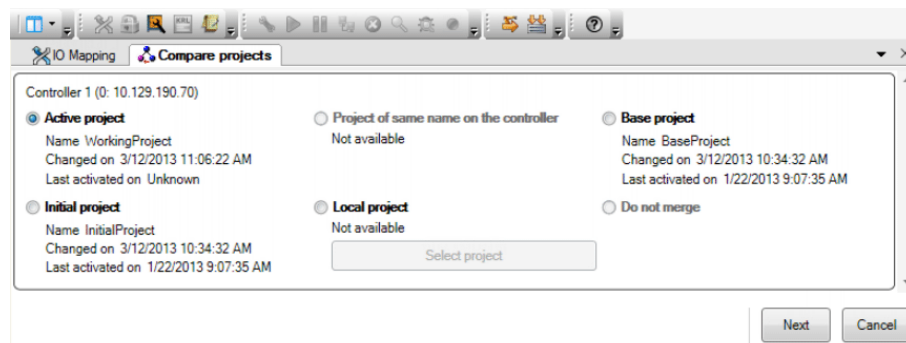 IO Mapping
Compare projects
Controller 1 (0: 10.129.190.70)
Active project
Name WorkingProject
Changed on 3/12/2013 11:06:22 AM
Last activated on Unknown
Project of same name on the controller
Not available
Base project
Name BaseProject
Changed on 3/12/2013 10:34:32 AM
Last activated on 1/22/2013 9:07:35 AM
Initial project
Name InitialProject
Changed on 3/12/2013 10:34:32 AM
Last activated on 1/22/2013 9:07:35 AM
Local project
Not available
Select project
Do not merge
Next
Cancel